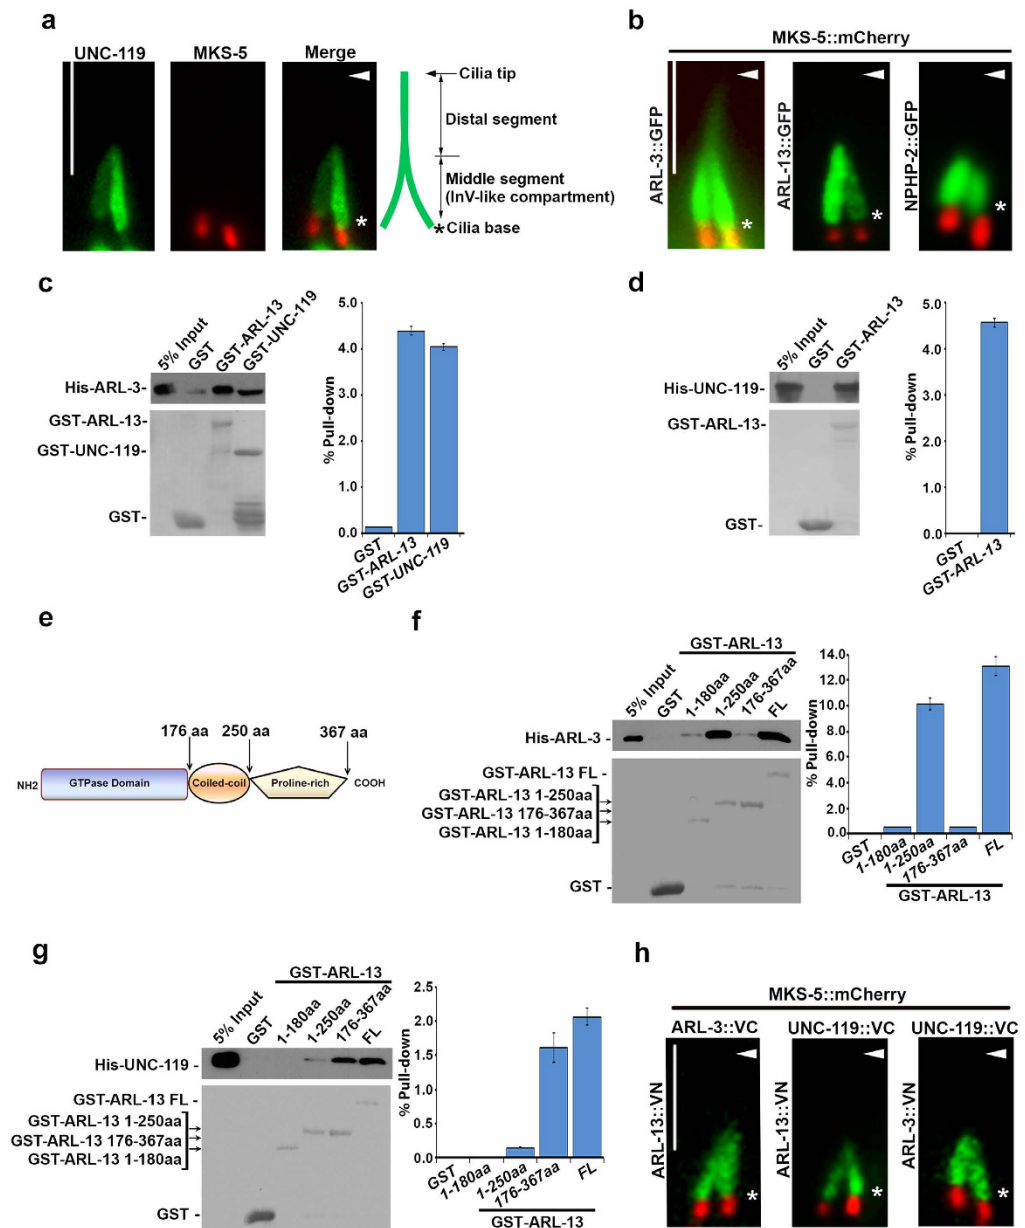 a
UNC-119
MKS-5
Merge
Cilia tip
Distal segment
Middle segment
(InV-like compartment)
* Cilia base
*
b
MKS-5::mCherry
ARL-3::GFP
ARL-13::GFP
NPHP-2::GFP
*
*
*
c
5% Input
GST
GST-ARL-13
GST-UNC-119
His-ARL-3-
GST-ARL-13-
GST-UNC-119-
GST-
% Pull-down
5.0
4.0
3.0
2.0
1.0
0.0
GST
GST-ARL-13
GST-UNC-119
d
5% Input
GST
GST-ARL-13
His-UNC-119-
GST-ARL-13-
GST-
% Pull-down
5.0
4.0
3.0
2.0
1.0
0.0
GST
GST-ARL-13
e
176 aa
250 aa
367 aa
NH2
GTPase Domain
Coiled-coil
Proline-rich
COOH
f
GST-ARL-13
5% Input
GST
1-180aa
1-250aa
176-367aa
FL
His-ARL-3 -
GST-ARL-13 FL -
GST-ARL-13 1-250aa
GST-ARL-13 176-367aa
GST-ARL-13 1-180aa
GST -
% Pull-down
14.0
12.0
10.0
8.0
6.0
4.0
2.0
0.0
GST
1-180aa
1-250aa
176-367aa
FL
GST-ARL-13
g
GST-ARL-13
5% Input
GST
1-180aa
1-250aa
176-367aa
FL
His-UNC-119 -
GST-ARL-13 FL -
GST-ARL-13 1-250aa
GST-ARL-13 176-367aa
GST-ARL-13 1-180aa
GST -
% Pull-down
2.5
2.0
1.5
1.0
0.5
0.0
GST
1-180aa
1-250aa
176-367aa
FL
GST-ARL-13
h
MKS-5::mCherry
ARL-3::VC
UNC-119::VC
UNC-119::VC
ARL-13::VN
ARL-13::VN
ARL-3::VN
*
*
*